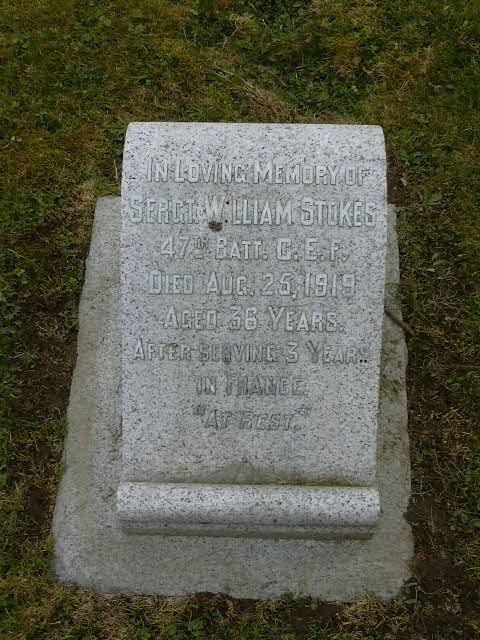 In Loving Memory of
Sergt. William Stokes
47th Batt. C. E. F.
Died Aug. 25, 1919
Aged 36 Years.
After serving 3 Years
in France.
"At Rest."